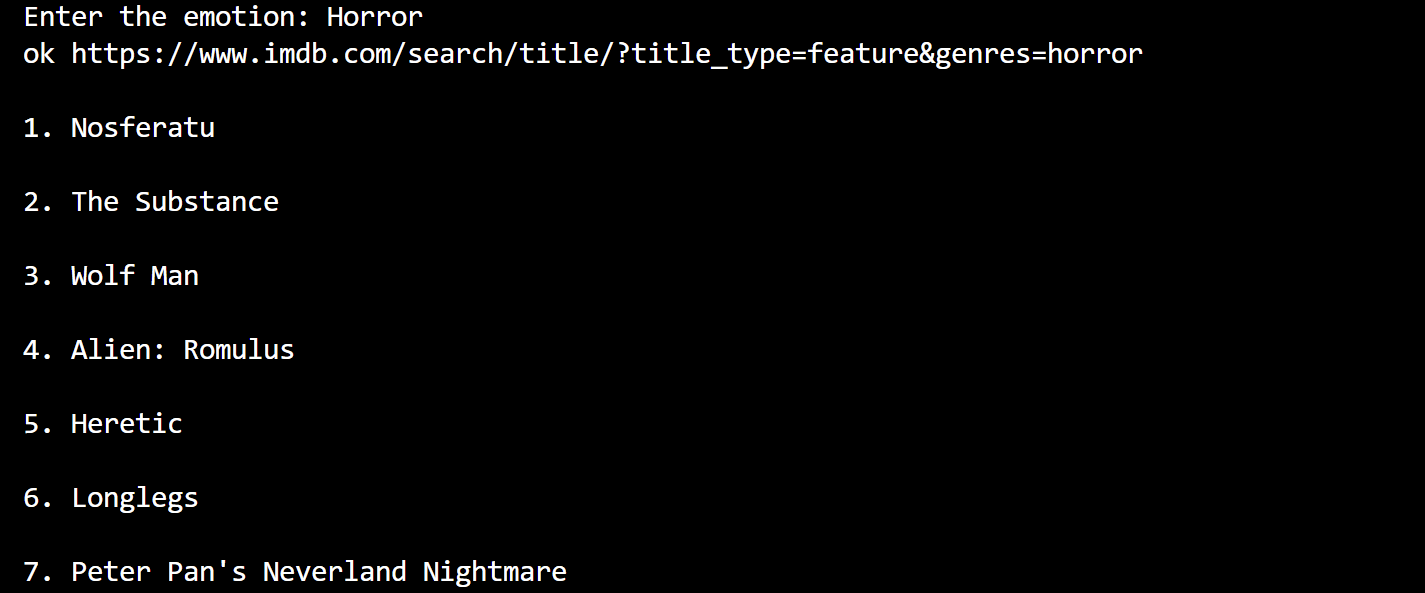 Enter the emotion: Horror
ok https://www.imdb.com/search/title/?title_type=feature&genres=horror
1. Nosferatu
2. The Substance
3. Wolf Man
4. Alien: Romulus
5. Heretic
6. Longlegs
7. Peter Pan's Neverland Nightmare